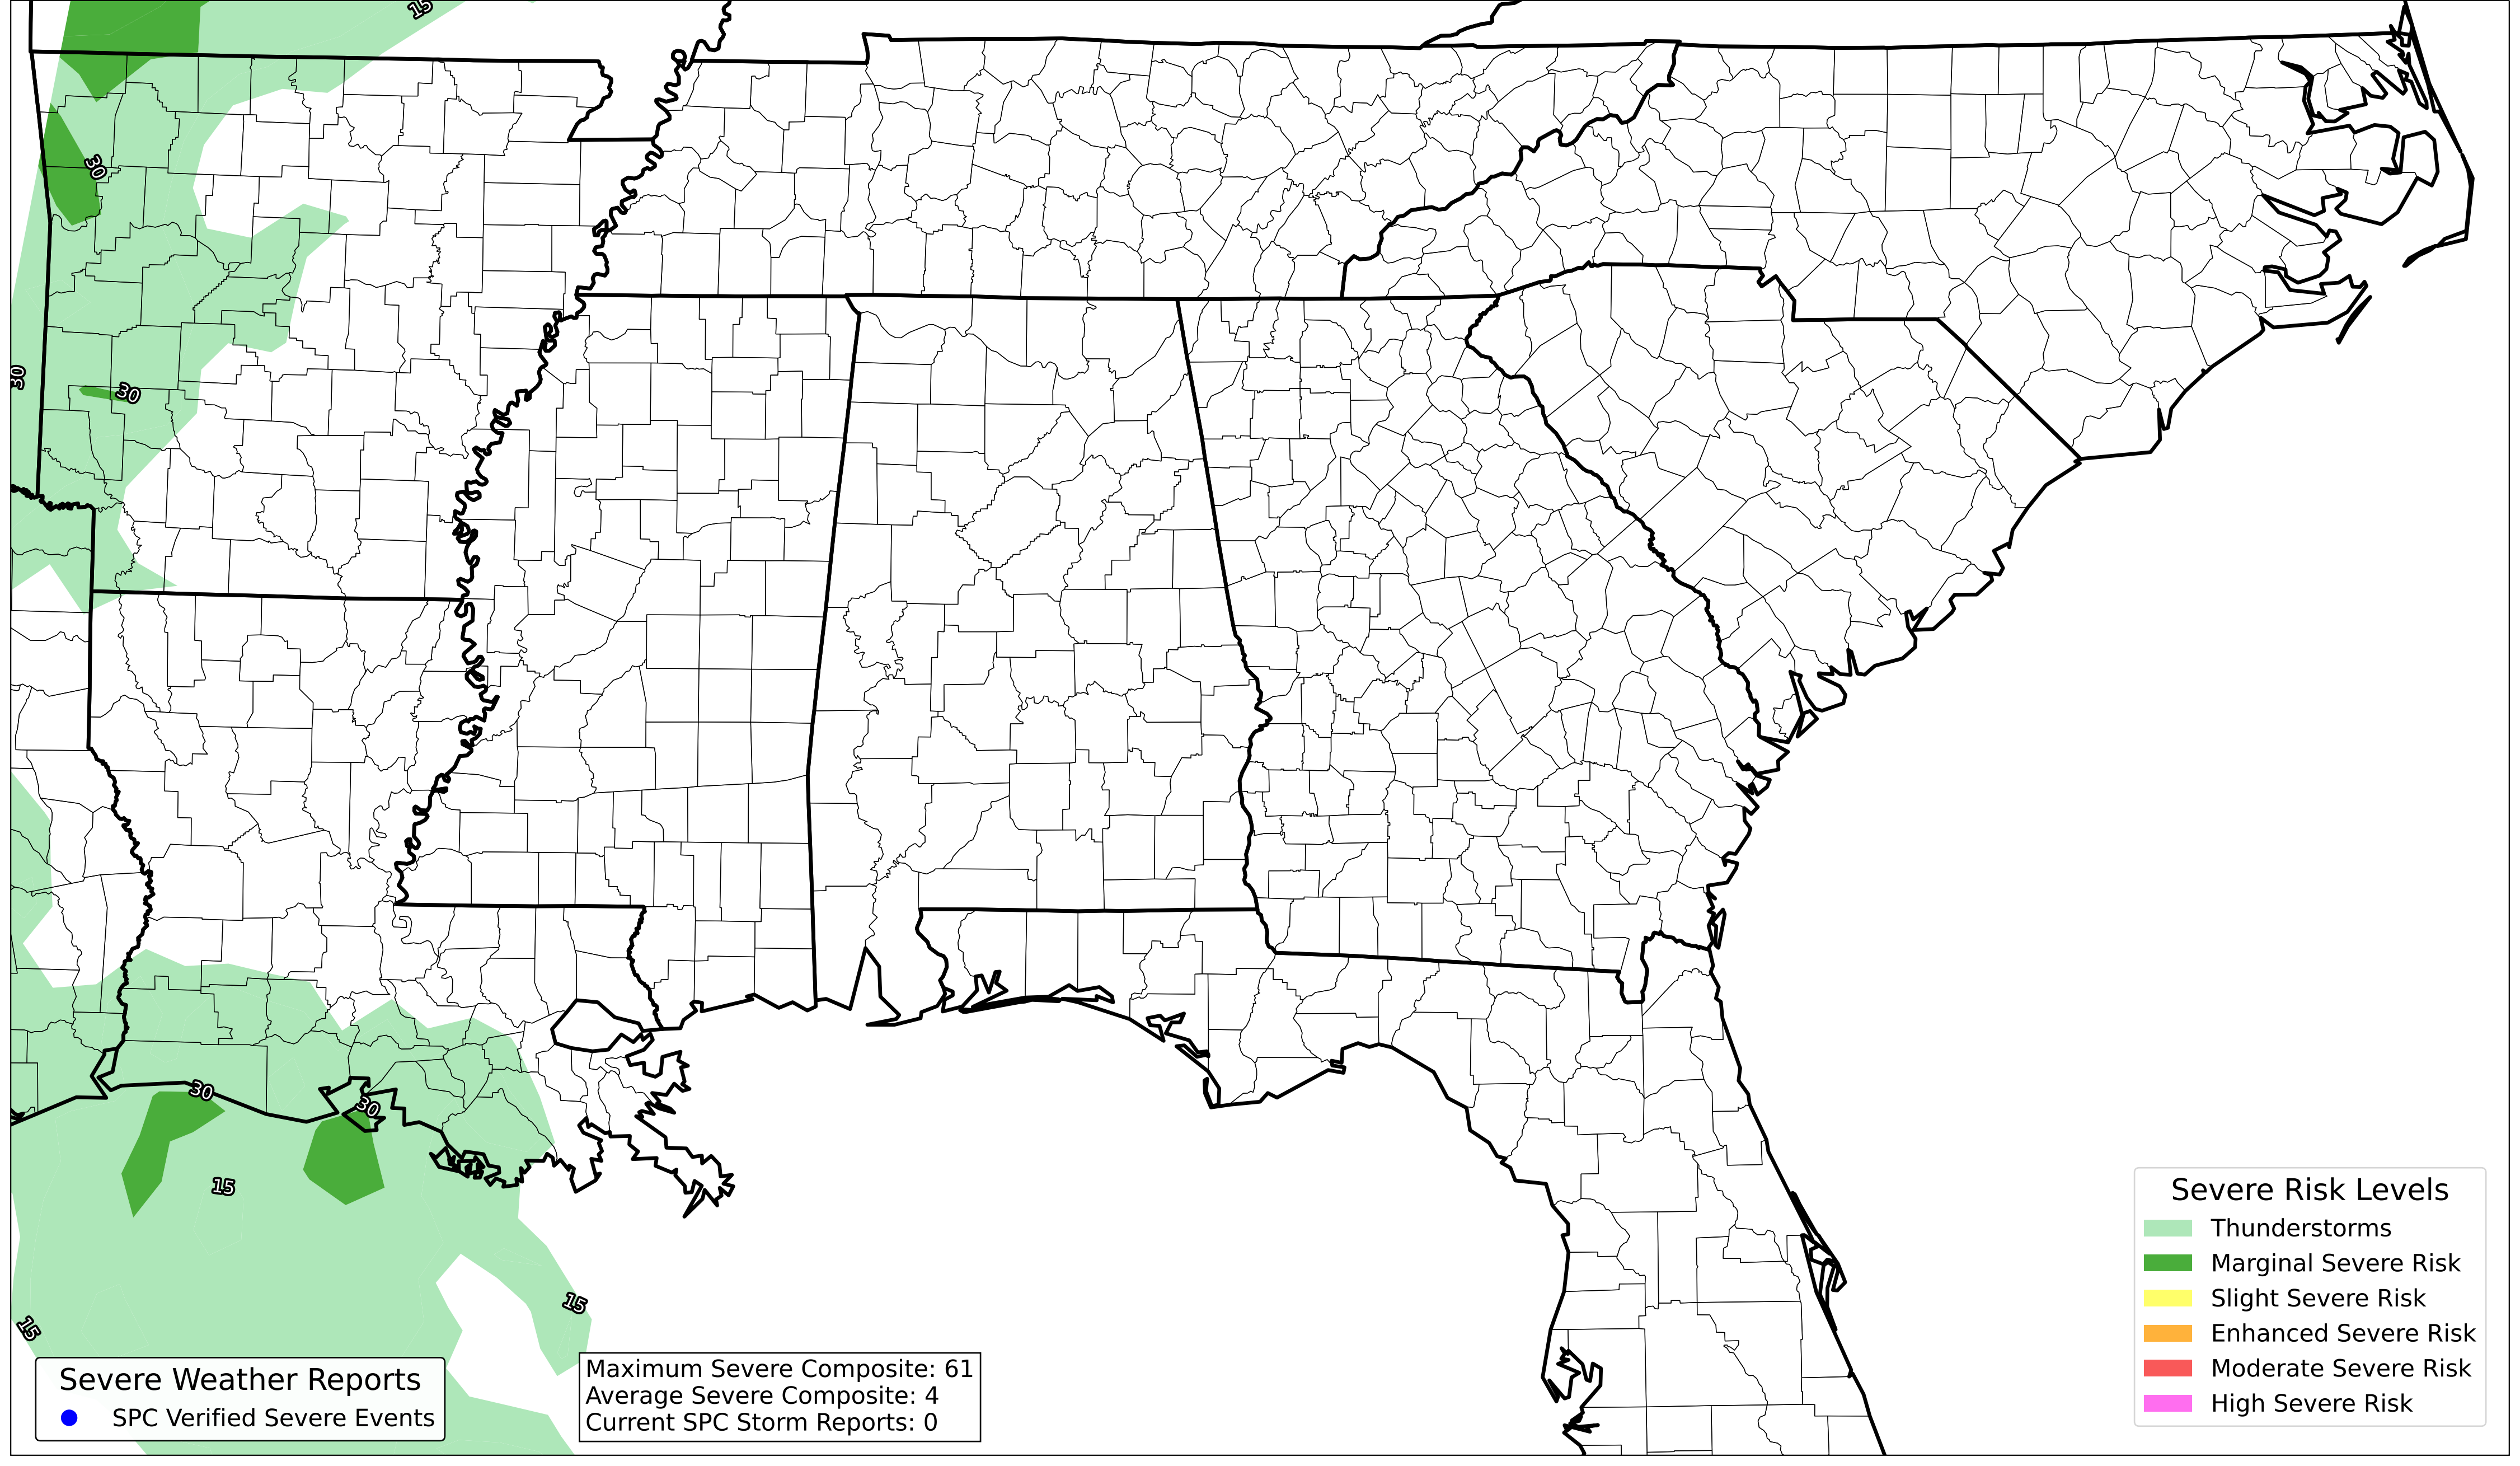 15
30
30
30
30
30
15
15
15
Severe Risk Levels
Thunderstorms
Marginal Severe Risk
Slight Severe Risk
Enhanced Severe Risk
Moderate Severe Risk
High Severe Risk
Severe Weather Reports
SPC Verified Severe Events
Maximum Severe Composite: 61
Average Severe Composite: 4
Current SPC Storm Reports: 0